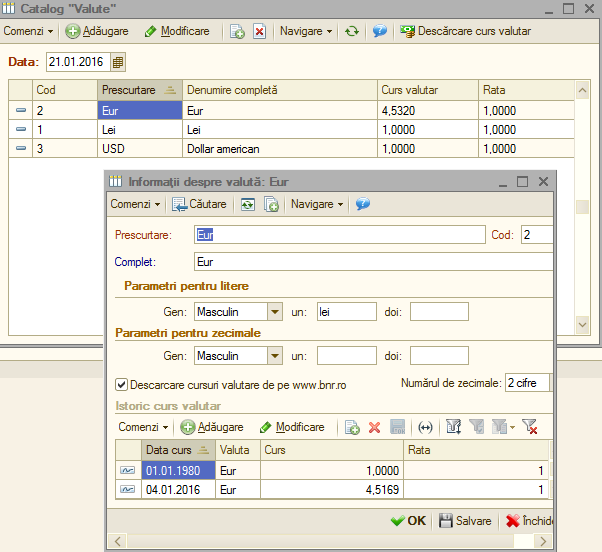 Catalog "Valute"
Comenzi Adăugare Modificare Navigare Descărcare curs valutar
Data: 21.01.2016
Cod Prescurtare Denumire completă Curs valutar Rata
2 Eur Eur 4,5320 1,0000
1 Lei Lei 1,0000 1,0000
3 USD Dollar american 1,0000 1,0000
Informații despre valută: Eur
Comenzi Căutare Navigare
Prescurtare: Eur Cod: 2
Complet: Eur
Parametri pentru litere
Gen: Masculin un: lei doi:
Parametri pentru zecimale
Gen: Masculin un: doi:
Descarcare cursuri valutare de pe www.bnr.ro Numărul de zecimale: 2 cifre
Istoric curs valutar
Comenzi Adăugare Modificare
Data curs Valuta Curs Rata
01.01.1980 Eur 1,0000 1
04.01.2016 Eur 4,5169 1
OK Salvare Închide